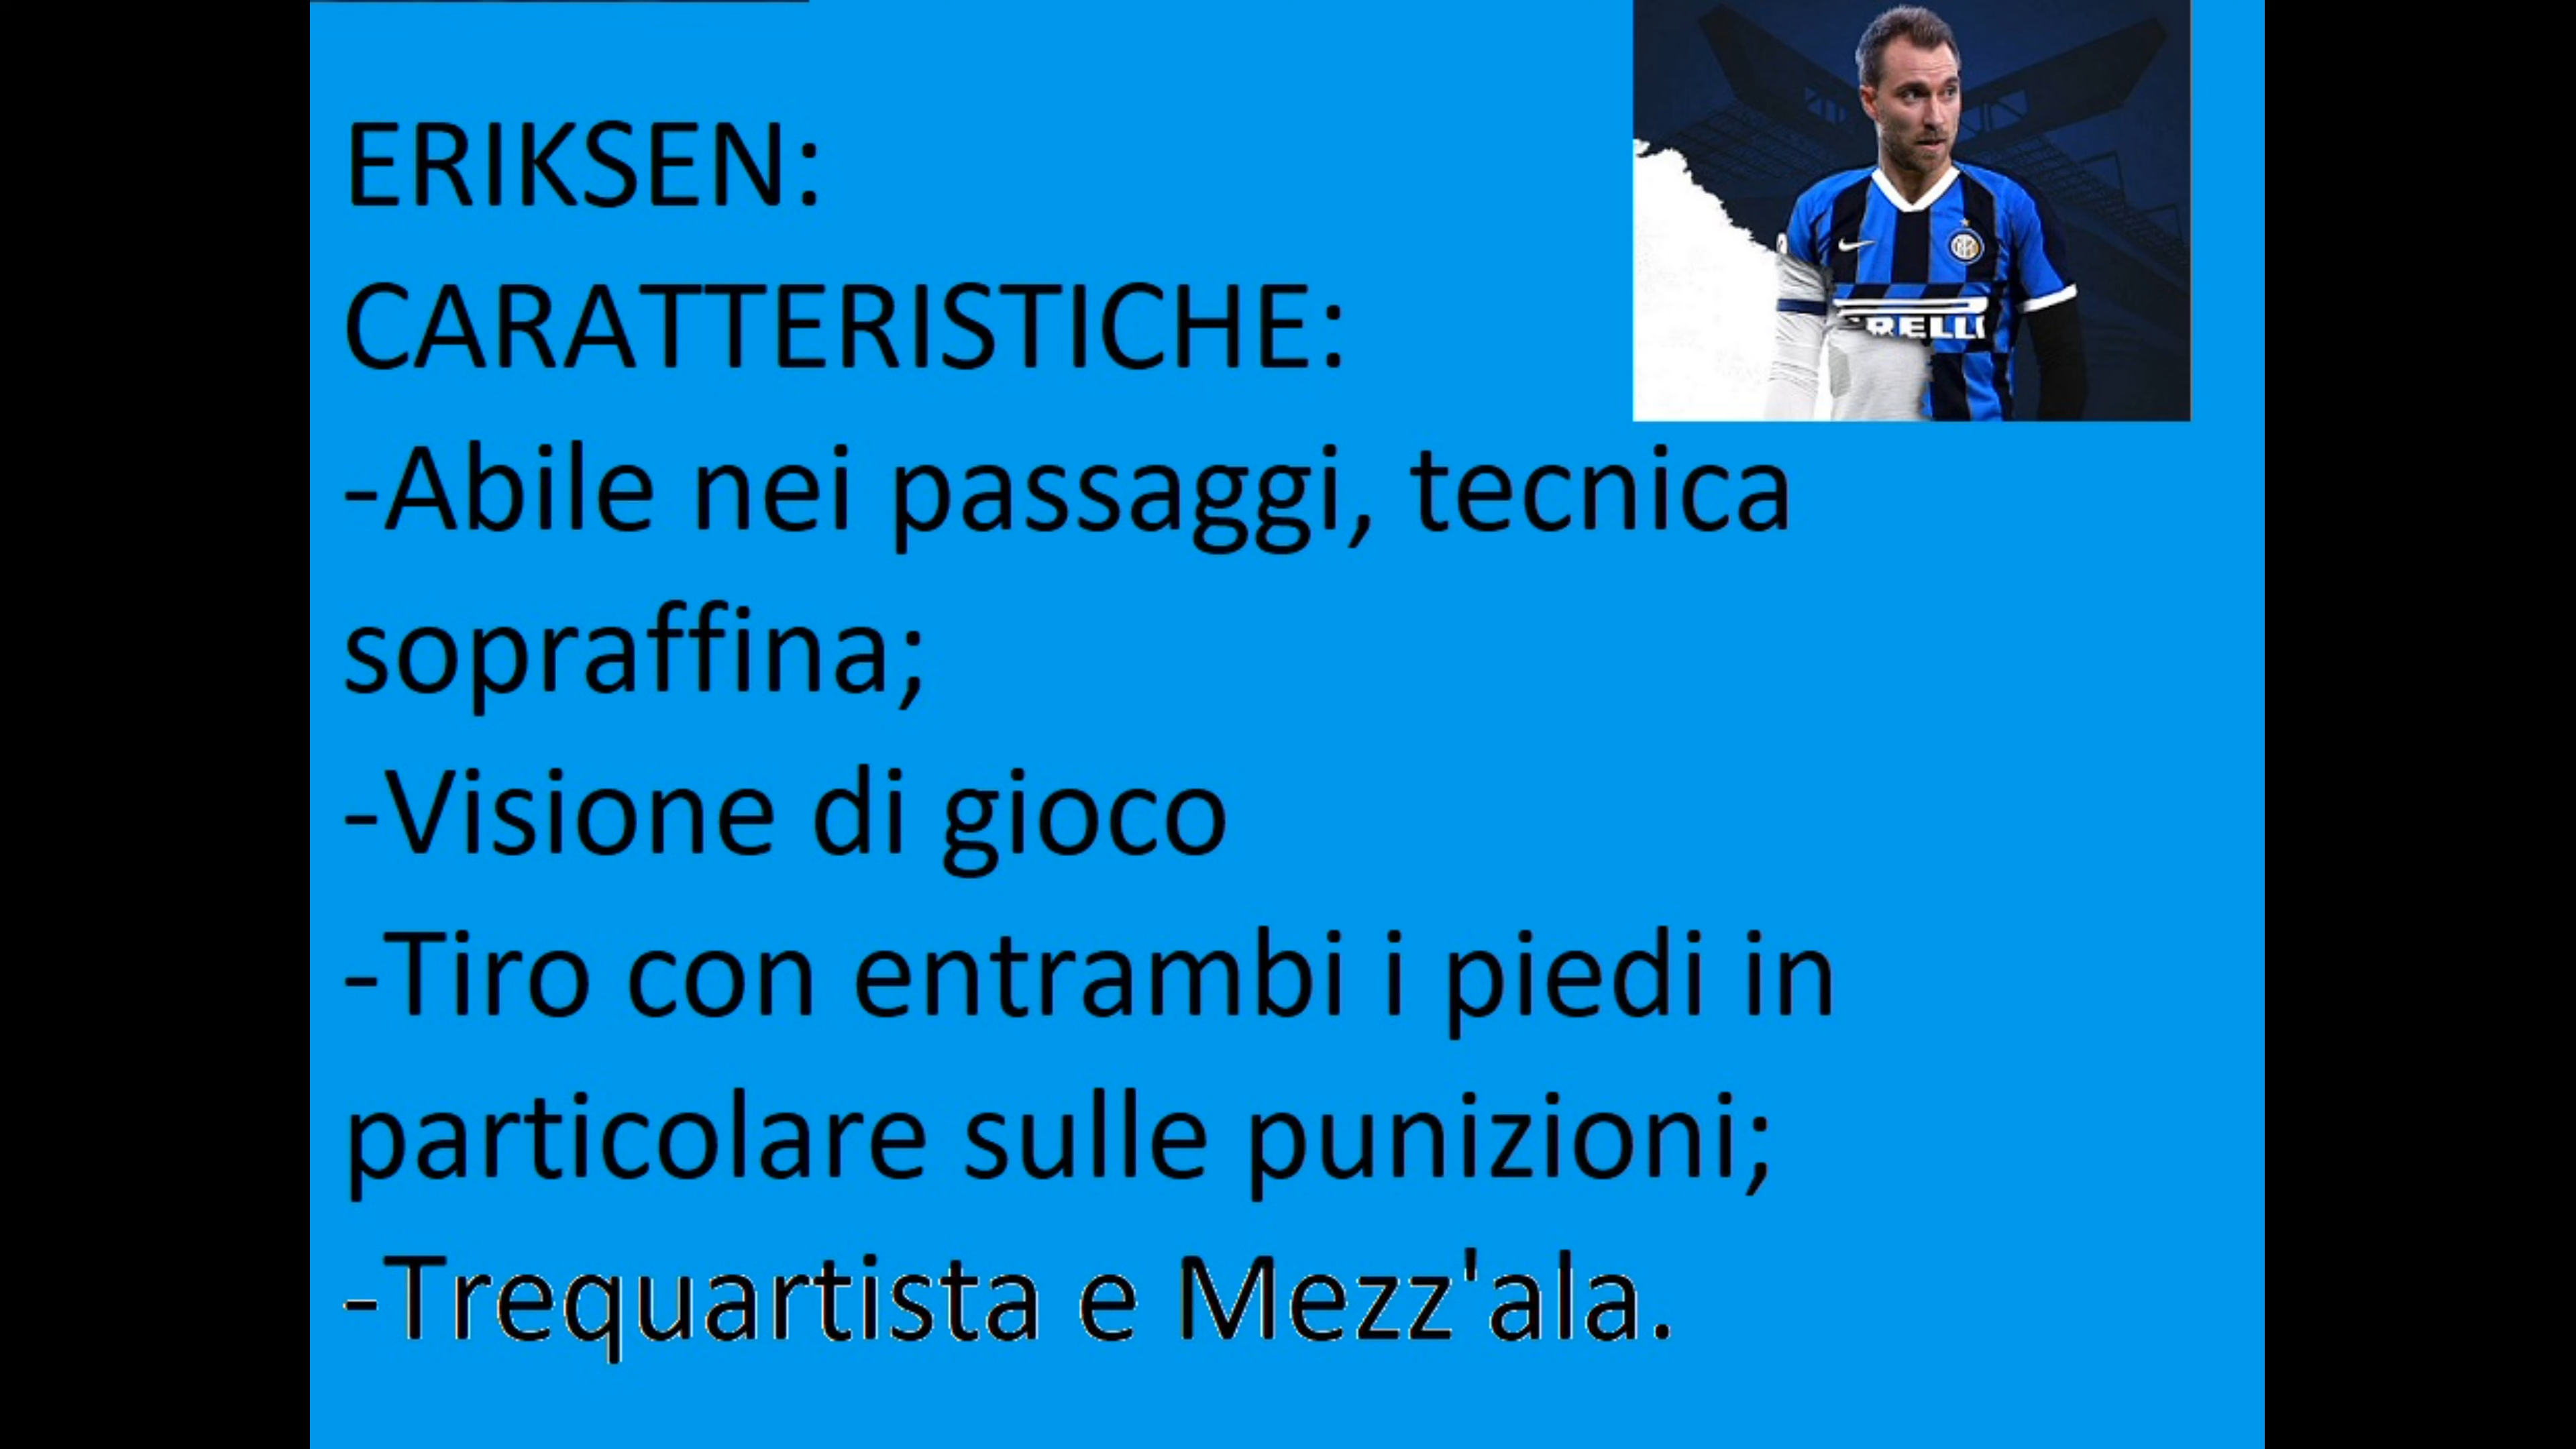 ERIKSEN:
CARATTERISTICHE:
-Abile nei passaggi, tecnica
sopraffina;
-Visione di gioco
-Tiro con entrambi i piedi in
particolare sulle punizioni;
-Trequartista e Mezz'ala.